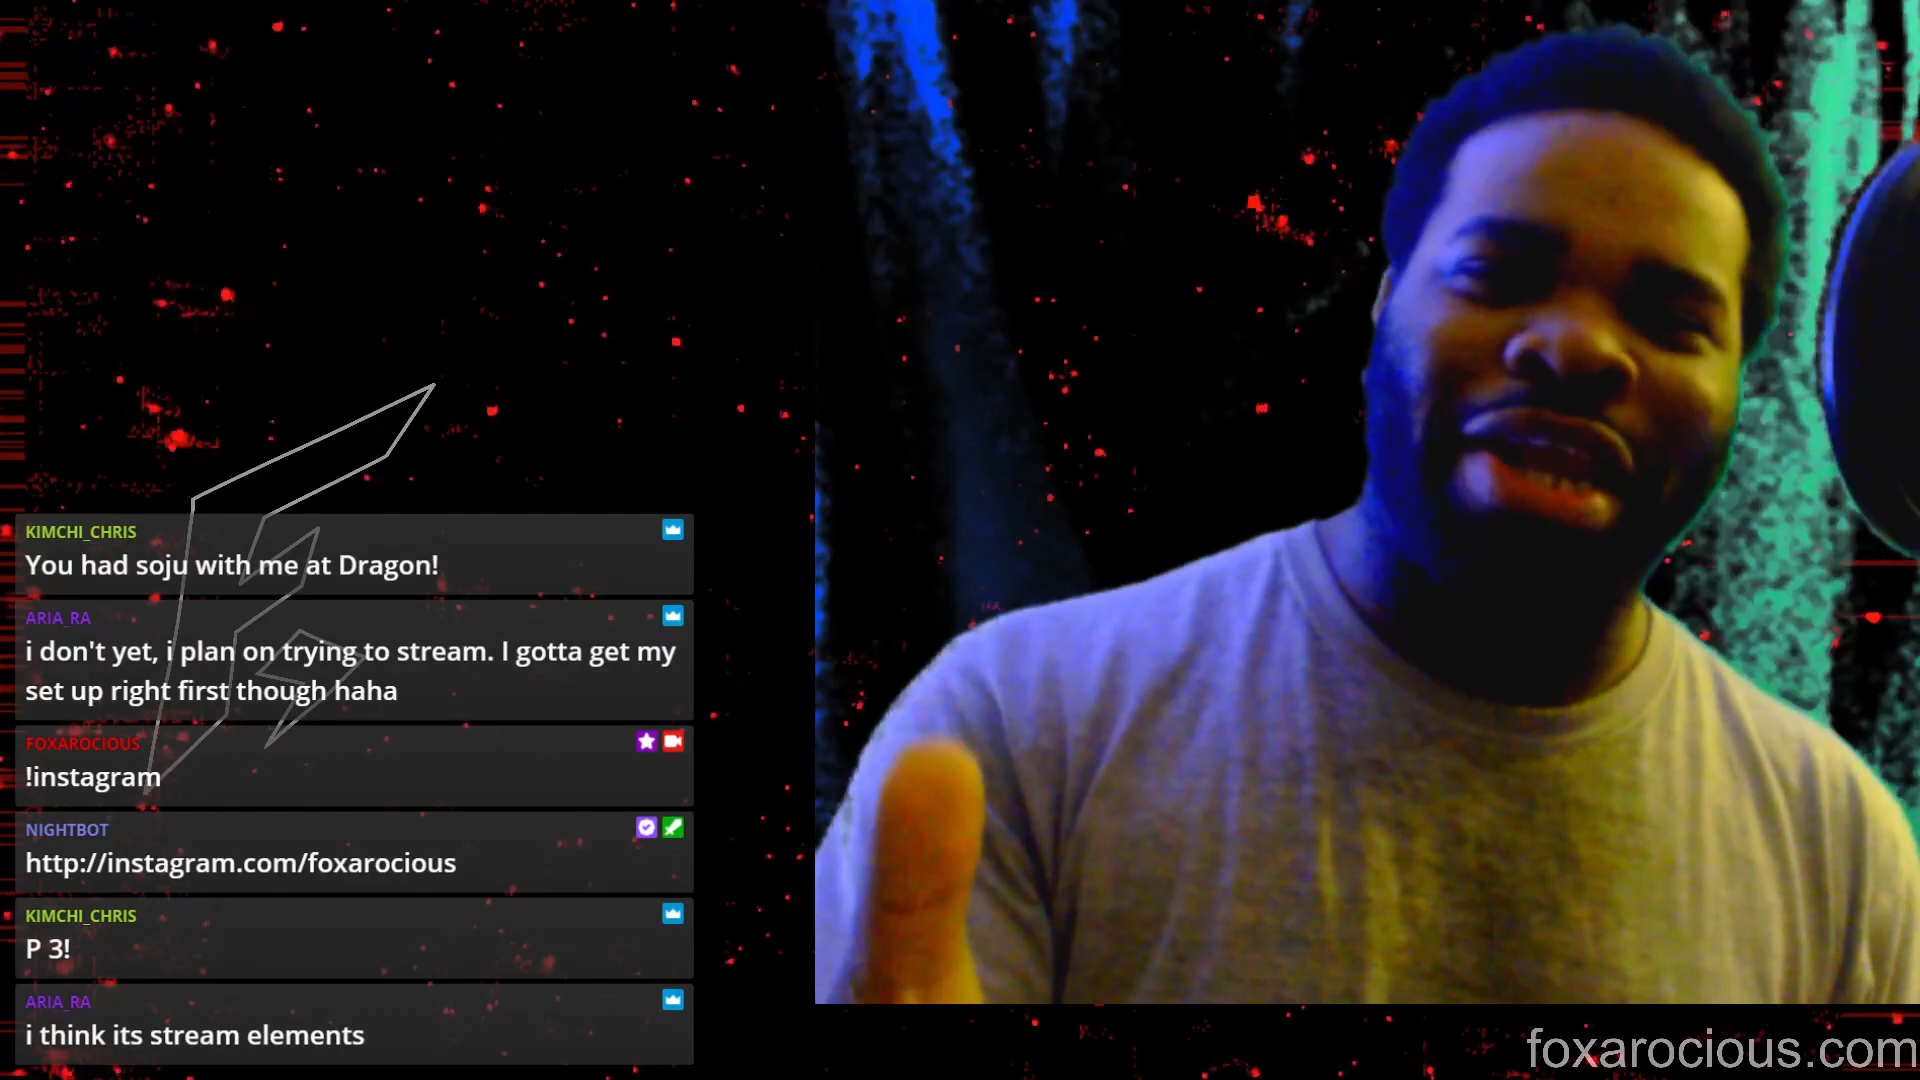 KIMCHI_CHRIS
You had soju with me at Dragon!
ARIA_RA
i don't yet, i plan on trying to stream. I gotta get my
set up right first though haha
FOXAROCIOUS
!instagram
NIGHTBOT
http://instagram.com/foxarocious
KIMCHI_CHRIS
P 3!
ARIA_RA
i think its stream elements
foxarocious.com